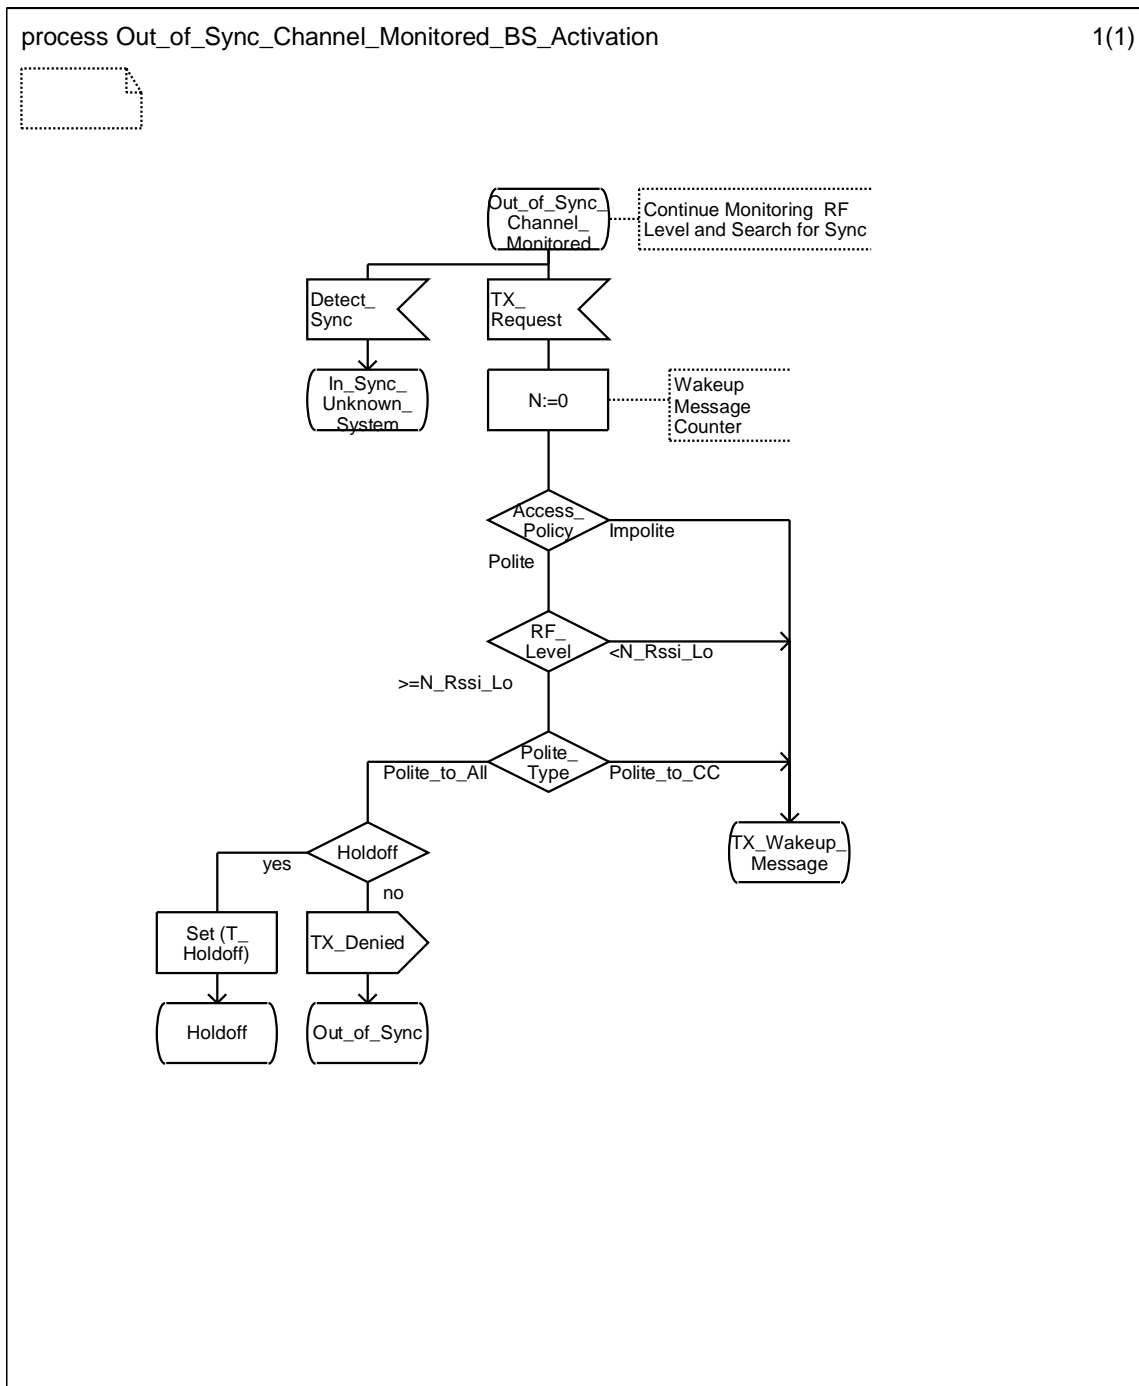 process Out_of_Sync_Channel_Monitored_BS_Activation
1(1)
Out_of_Sync_
Channel_
Monitored
Continue Monitoring RF
Level and Search for Sync
Detect_
Sync
TX_
Request
In_Sync_
Unknown_
System
N:=0
Wakeup
Message
Counter
Access_
Policy
Impolite
Polite
RF_
Level
<N_Rssi_Lo
>=N_Rssi_Lo
Polite_
Type
Polite_to_All
Polite_to_CC
Holdoff
yes
no
TX_Wakeup_
Message
Set (T_
Holdoff)
TX_Denied
Holdoff
Out_of_Sync